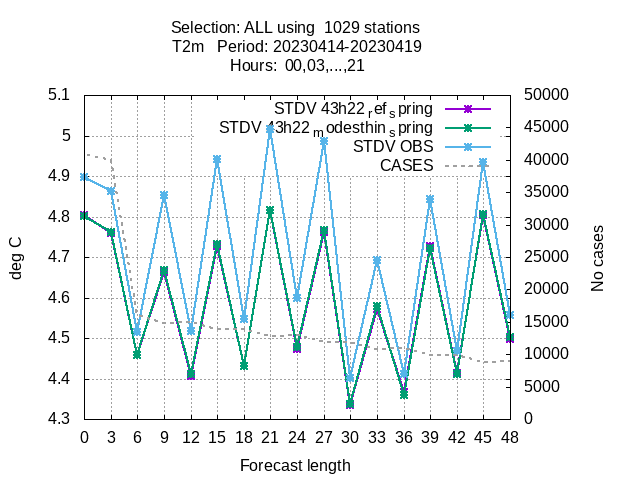 Selection: ALL using  1029 stations
T2m   Period: 20230414-20230419
Hours:  00,03,...,21
STDV 43h22_ref_spring
STDV 43h22_modesthin_spring
STDV OBS
CASES
deg C
5.1
5
4.9
4.8
4.7
4.6
4.5
4.4
4.3
50000
45000
40000
35000
30000
25000
20000
15000
10000
5000
0
No cases
0 3 6 9 12 15 18 21 24 27 30 33 36 39 42 45 48
Forecast length